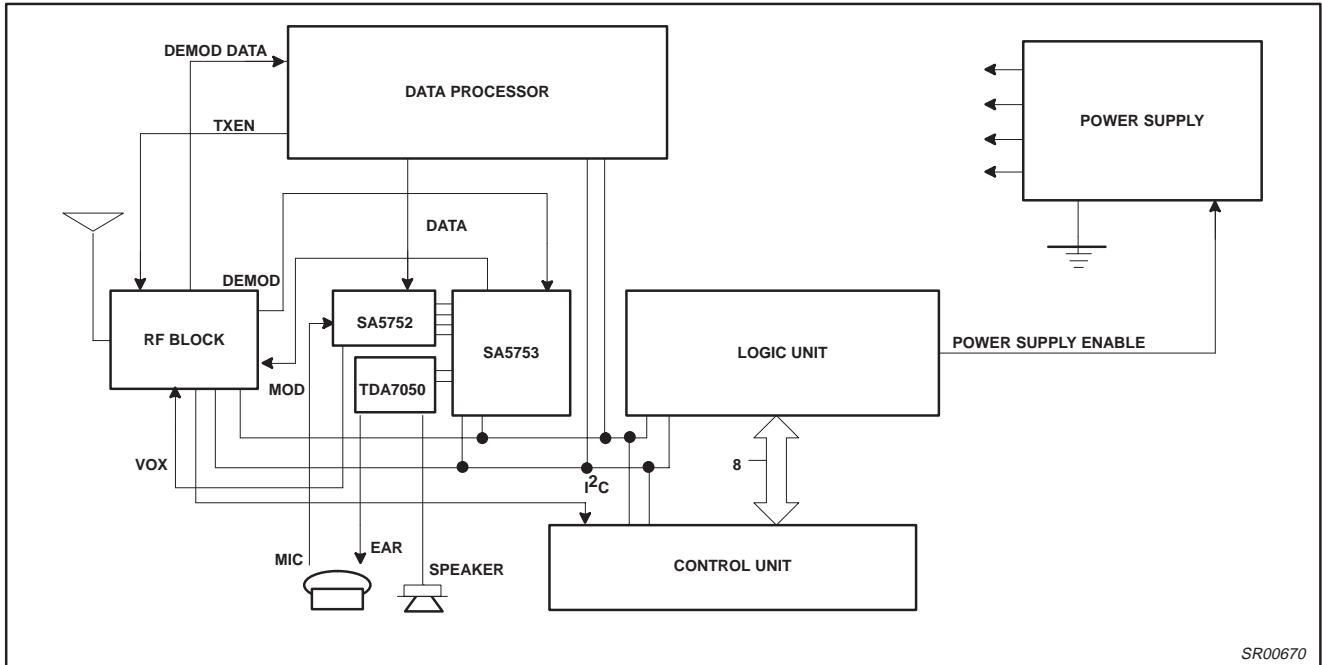 DEMOD DATA
DATA PROCESSOR
POWER SUPPLY
TXEN
DATA
DEMOD
SA5752
RF BLOCK
SA5753
LOGIC UNIT
POWER SUPPLY ENABLE
MOD
TDA7050
VOX
8
I2C
MIC
EAR
SPEAKER
CONTROL UNIT
SR00670